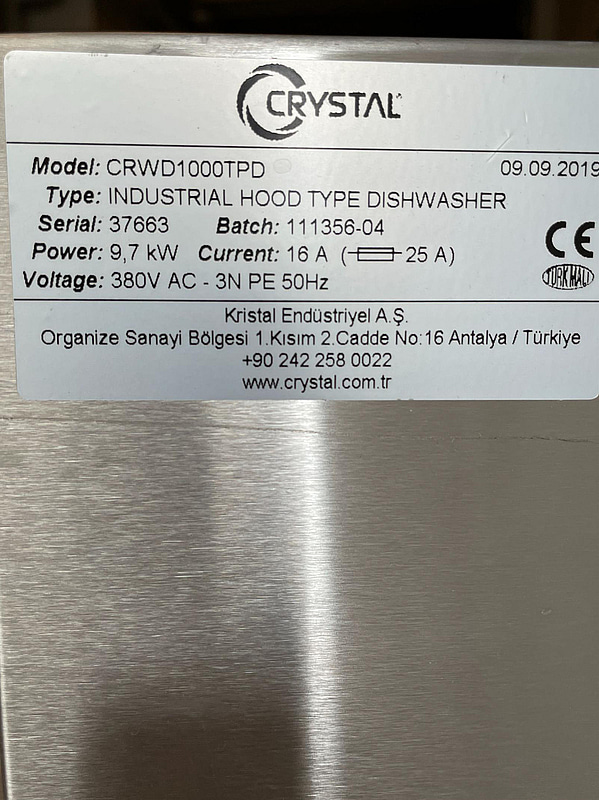 CRYSTAL
Model: CRWD1000TPD 09.09.2019
Type: INDUSTRIAL HOOD TYPE DISHWASHER
Serial: 37663 Batch: 111356-04
Power: 9,7 kW Current: 16 A ( 25 A)
Voltage: 380V AC - 3N PE 50Hz
CE
TÜRK MALI
Kristal Endüstriyel A.Ş.
Organize Sanayi Bölgesi 1.Kısım 2.Cadde No:16 Antalya / Türkiye
+90 242 258 0022
www.crystal.com.tr